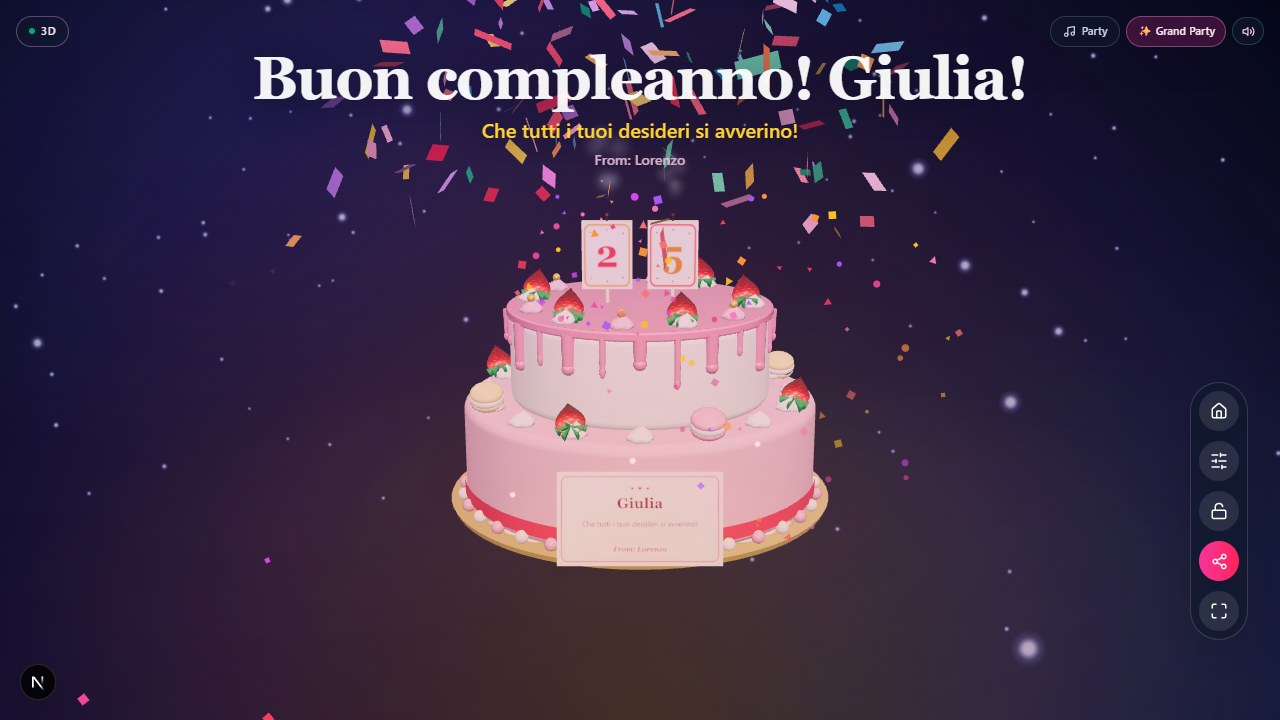 3D
Party
Grand Party
Buon compleanno! Giulia!
Che tutti i tuoi desideri si avverino!
From: Lorenzo
2 5
Giulia
Che tutti i tuoi desideri si avverino!
From: Lorenzo
N